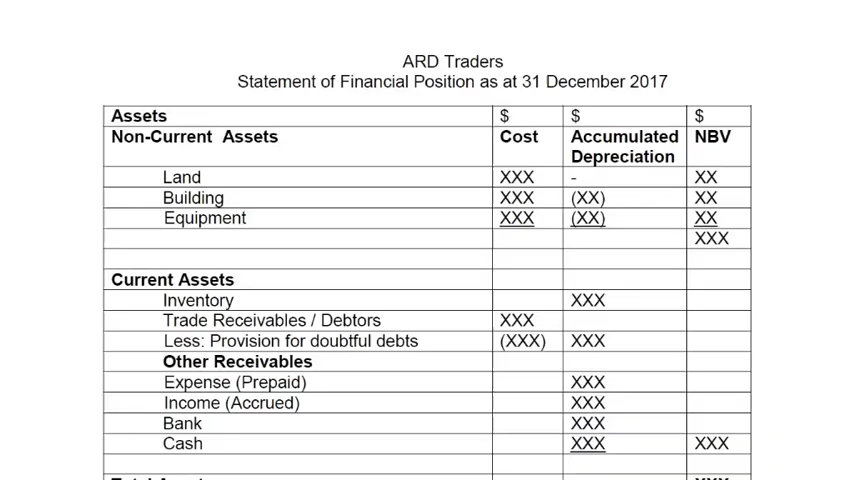 ARD Traders
Statement of Financial Position as at 31 December 2017
Assets $ $ $
Non-Current Assets Cost Accumulated Depreciation NBV
Land XXX - XX
Building XXX (XX) XX
Equipment XXX (XX) XX
XXX
Current Assets
Inventory XXX
Trade Receivables / Debtors XXX
Less: Provision for doubtful debts (XXX) XXX
Other Receivables
Expense (Prepaid) XXX
Income (Accrued) XXX
Bank XXX
Cash XXX XXX